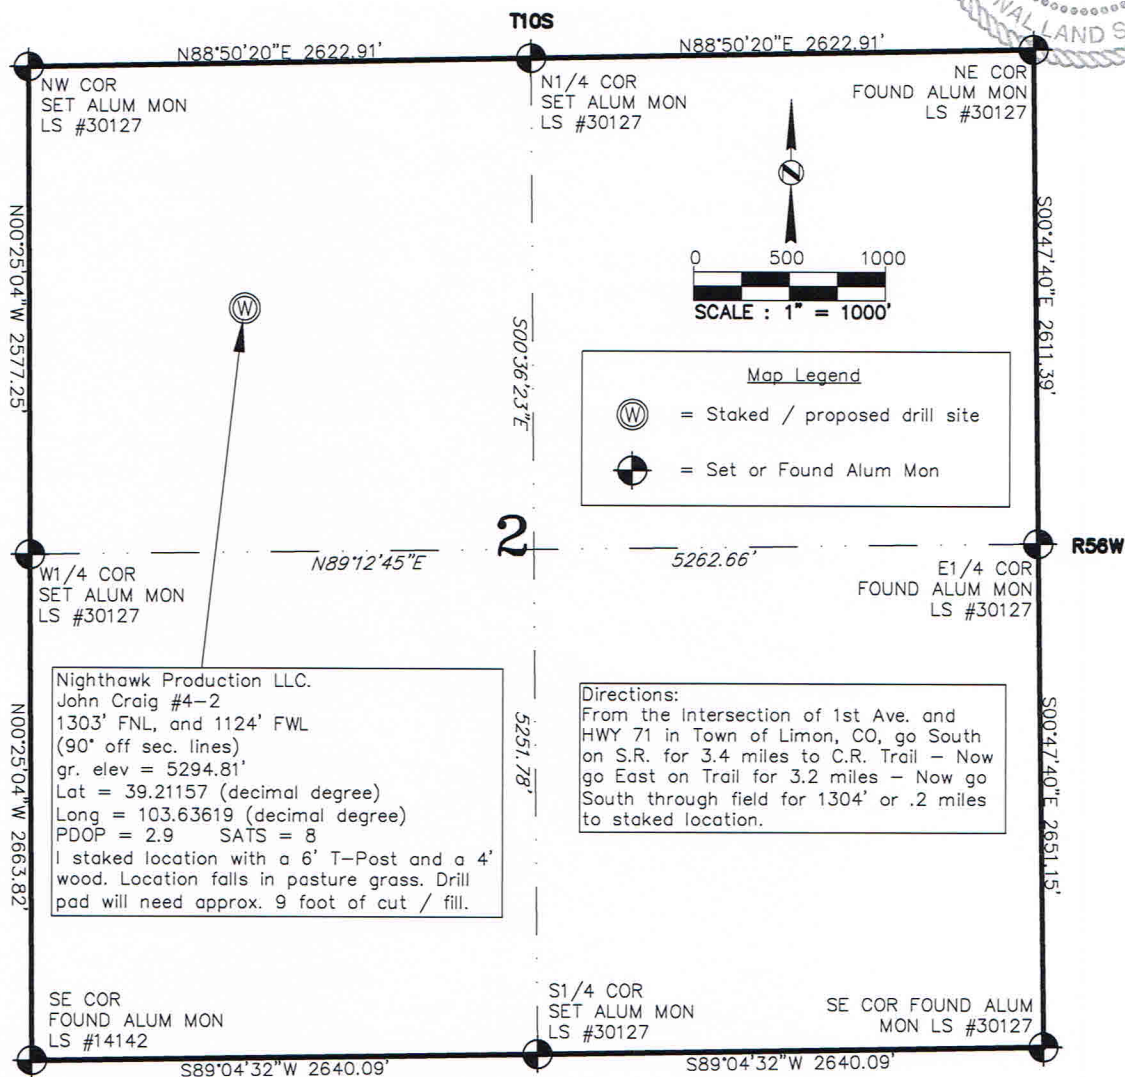 T10S
NAL LAND S
N88°50'20"E 2622.91'
N88°50'20"E 2622.91'
NW COR
SET ALUM MON
LS #30127
N1/4 COR
SET ALUM MON
LS #30127
NE COR
FOUND ALUM MON
LS #30127
N
0 500 1000
SCALE : 1" = 1000'
N00°25'04"W 2577.25'
S00°36'23"E
S00°47'40"E 2611.39'
W
Map Legend
W = Staked / proposed drill site
= Set or Found Alum Mon
2
N89°12'45"E
5262.66'
R56W
W1/4 COR
SET ALUM MON
LS #30127
E1/4 COR
FOUND ALUM MON
LS #30127
Nighthawk Production LLC.
John Craig #4-2
1303' FNL, and 1124' FWL
(90° off sec. lines)
gr. elev = 5294.81'
Lat = 39.21157 (decimal degree)
Long = 103.63619 (decimal degree)
PDOP = 2.9 SATS = 8
I staked location with a 6' T-Post and a 4'
wood. Location falls in pasture grass. Drill
pad will need approx. 9 foot of cut / fill.
Directions:
From the Intersection of 1st Ave. and
HWY 71 in Town of Limon, CO, go South
on S.R. for 3.4 miles to C.R. Trail - Now
go East on Trail for 3.2 miles - Now go
South through field for 1304' or .2 miles
to staked location.
N00°25'04"W 2663.82'
5251.78'
S00°47'40"E 2651.15'
SE COR
FOUND ALUM MON
LS #14142
S1/4 COR
SET ALUM MON
LS #30127
SE COR FOUND ALUM
MON LS #30127
S89°04'32"W 2640.09'
S89°04'32"W 2640.09'